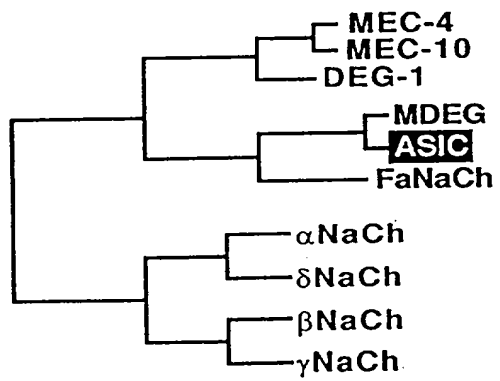 MEC-4
MEC-10
DEG-1
MDEG
ASIC
FaNaCh
αNaCh
δNaCh
βNaCh
γNaCh